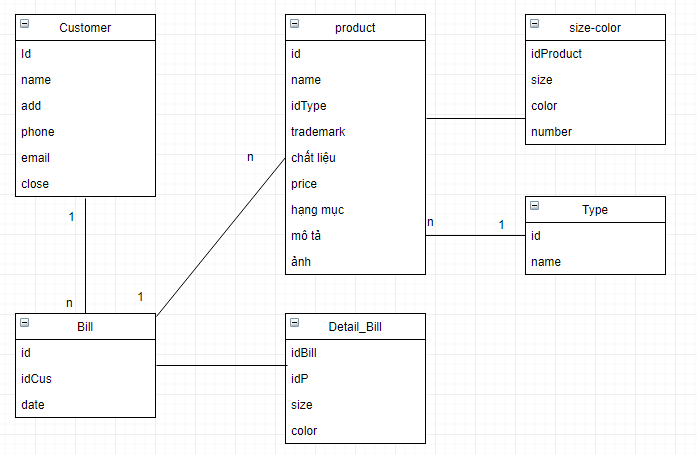 Customer
Id
name
add
phone
email
close
product
id
name
idType
trademark
chất liệu
price
hạng mục
mô tả
ảnh
size-color
idProduct
size
color
number
Type
id
name
n
n
1
1
1
n
Bill
id
idCus
date
Detail_Bill
idBill
idP
size
color